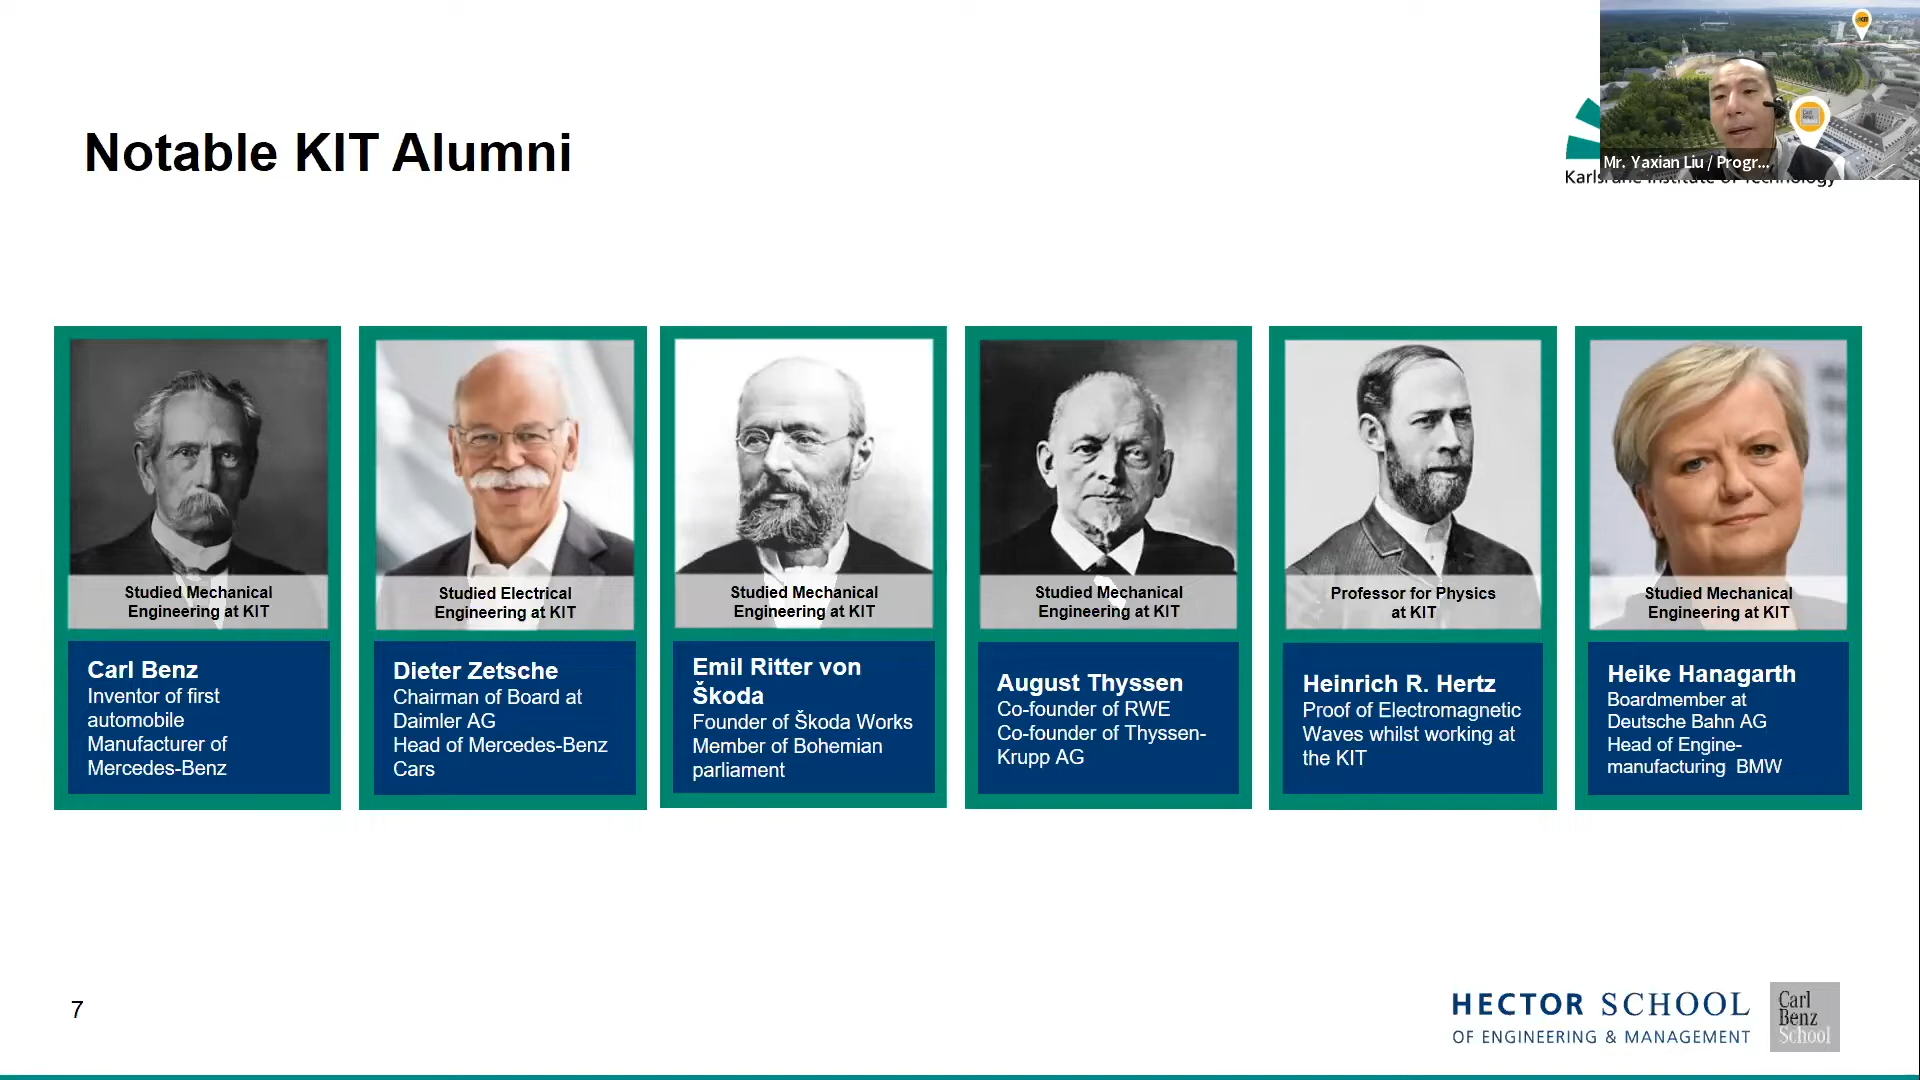 Notable KIT Alumni
Mr. Yaxian Liu / Progr...
Karlsruhe Institute of Technology
Studied Mechanical
Engineering at KIT
Carl Benz
Inventor of first
automobile
Manufacturer of
Mercedes-Benz
Studied Electrical
Engineering at KIT
Dieter Zetsche
Chairman of Board at
Daimler AG
Head of Mercedes-Benz
Cars
Studied Mechanical
Engineering at KIT
Emil Ritter von
Škoda
Founder of Škoda Works
Member of Bohemian
parliament
Studied Mechanical
Engineering at KIT
August Thyssen
Co-founder of RWE
Co-founder of Thyssen-
Krupp AG
Professor for Physics
at KIT
Heinrich R. Hertz
Proof of Electromagnetic
Waves whilst working at
the KIT
Studied Mechanical
Engineering at KIT
Heike Hanagarth
Boardmember at
Deutsche Bahn AG
Head of Engine-
manufacturing BMW
7
HECTOR SCHOOL
OF ENGINEERING & MANAGEMENT
Carl
Benz
School